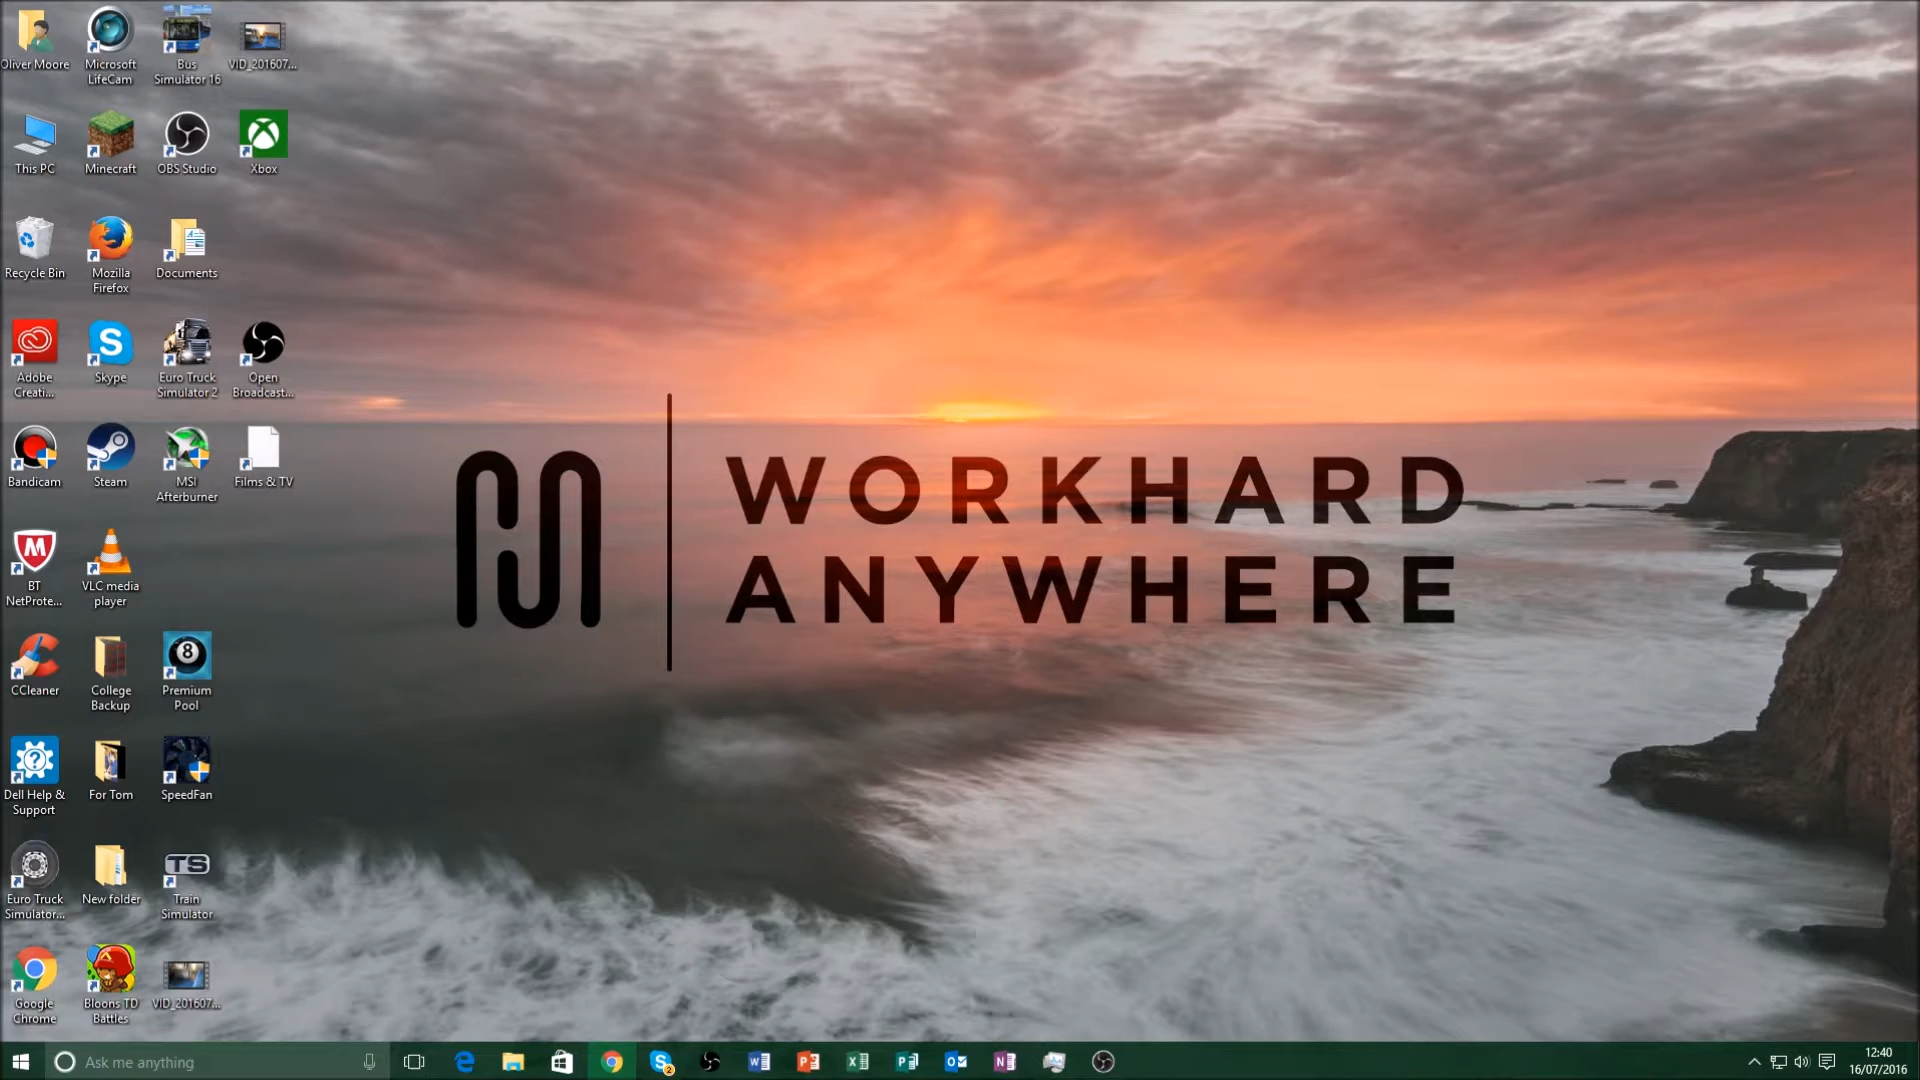 Oliver Moore
Microsoft
LifeCam
Bus
Simulator 16
VID_201607...
This PC
Minecraft
OBS Studio
Xbox
Recycle Bin
Mozilla
Firefox
Documents
Adobe
Creati...
Skype
Euro Truck
Simulator 2
Open
Broadcast...
Bandicam
Steam
MSI
Afterburner
Films & TV
BT
NetProte...
VLC media
player
CCleaner
College
Backup
8
Premium
Pool
Dell Help &
Support
For Tom
SpeedFan
Euro Truck
Simulator...
New folder
TS
Train
Simulator
Google
Chrome
Bloons TD
Battles
VID_201607...
WORKHARD
ANYWHERE
Ask me anything
2
12:40
16/07/2016